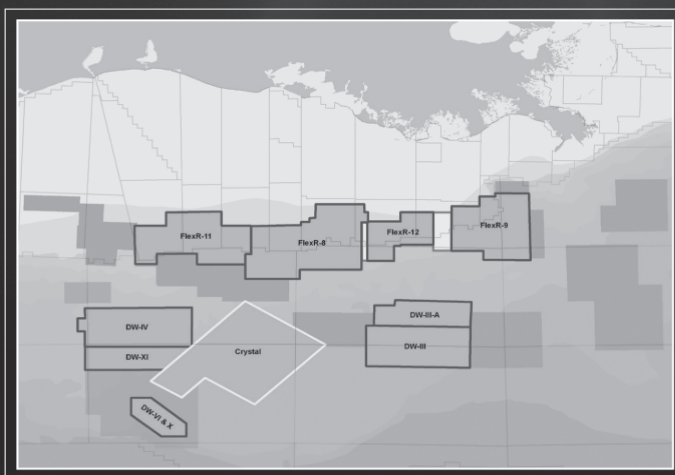 FlexR-11
FlexR-8
FlexR-12
FlexR-9
DW-IV
DW-XI
Crystal
DW-III-A
DW-III
DW-VI & X